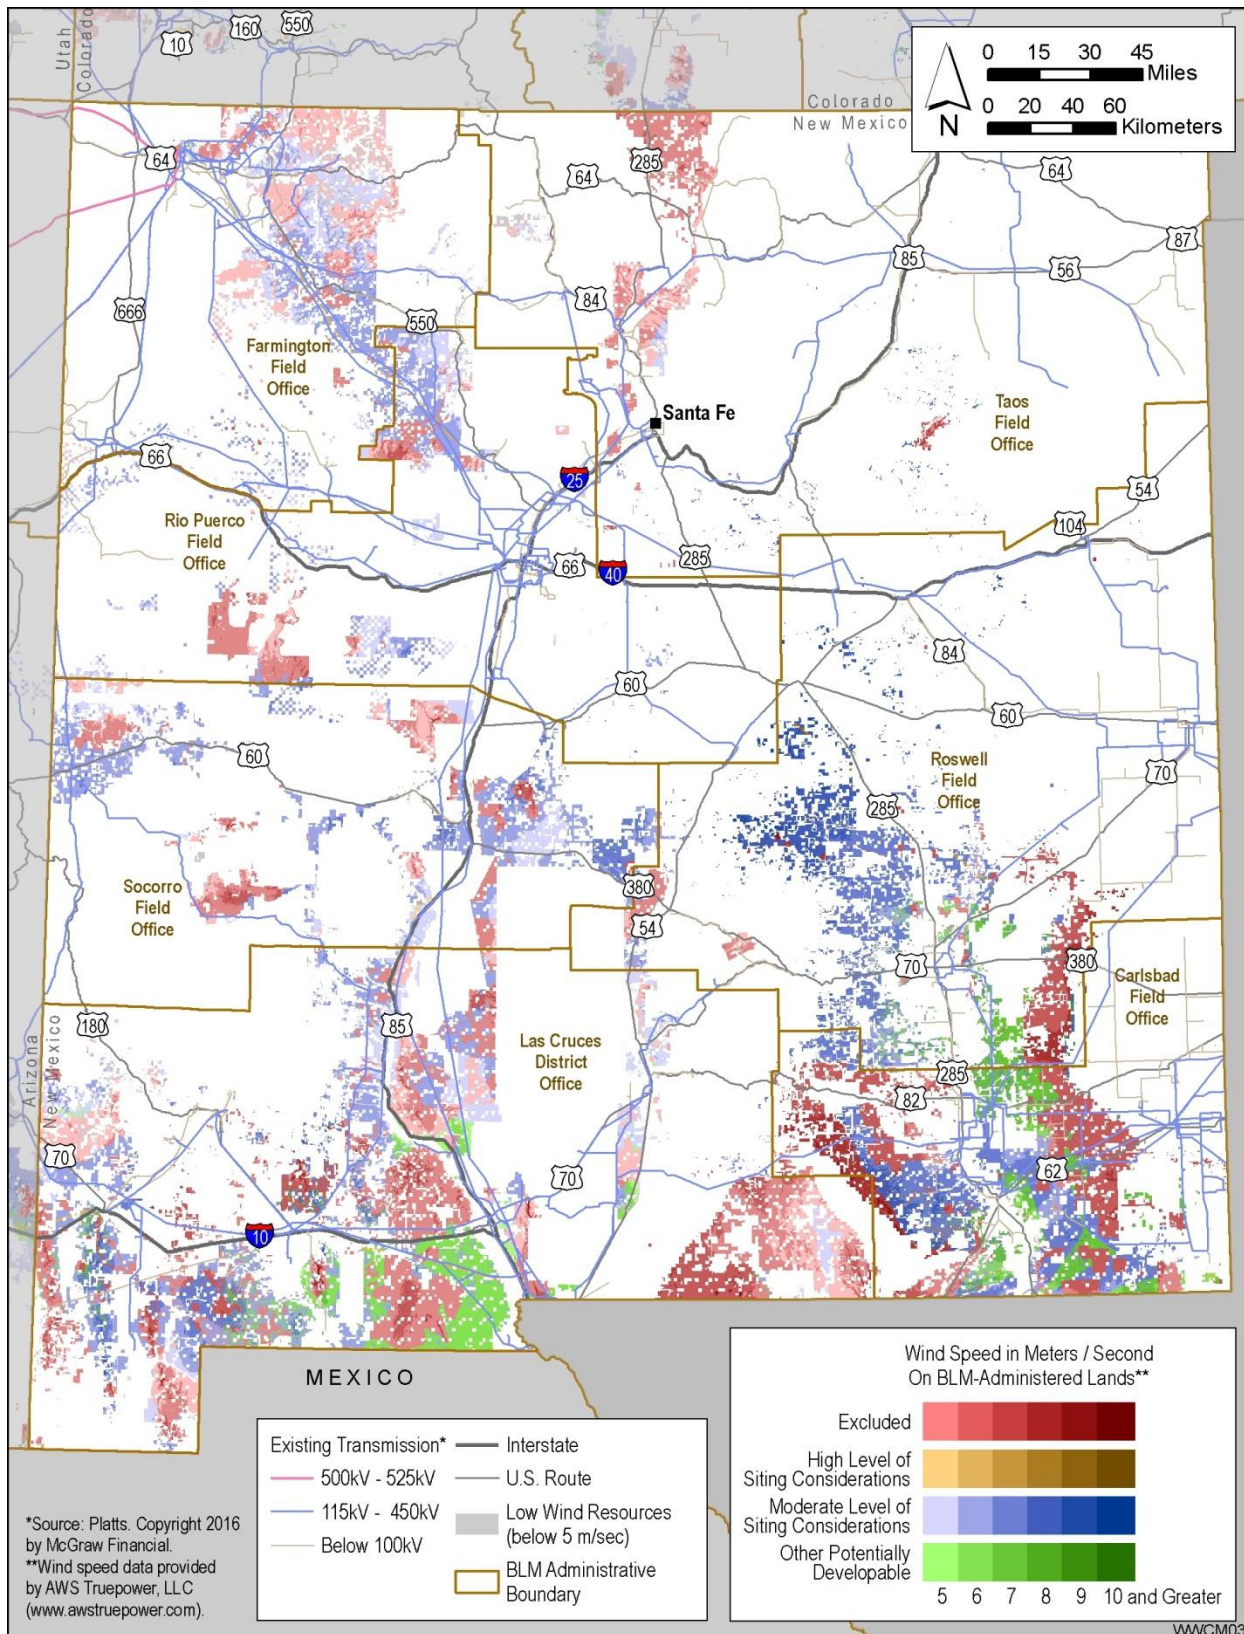 10
160
550
Utah
Colorado
0 15 30 45
Miles
0 20 40 60
Kilometers
N
Colorado
New Mexico
64
285
64
64
87
85
56
84
666
550
Farmington
Field
Office
Santa Fe
Taos
Field
Office
66
25
54
104
Rio Puerco
Field
Office
285
66
40
84
60
60
60
Roswell
Field
Office
70
285
Socorro
Field
Office
380
54
70
380
Carlsbad
Field
Office
180
85
Las Cruces
District
Office
Arizona
New Mexico
285
82
70
70
62
10
MEXICO
Wind Speed in Meters / Second
On BLM-Administered Lands**
Excluded
High Level of
Siting Considerations
Moderate Level of
Siting Considerations
Other Potentially
Developable
5 6 7 8 9 10 and Greater
Existing Transmission*
500kV - 525kV
115kV - 450kV
Below 100kV
Interstate
U.S. Route
Low Wind Resources
(below 5 m/sec)
BLM Administrative
Boundary
*Source: Platts. Copyright 2016
by McGraw Financial.
**Wind speed data provided
by AWS Truepower, LLC
(www.awstruepower.com).
WWCM03